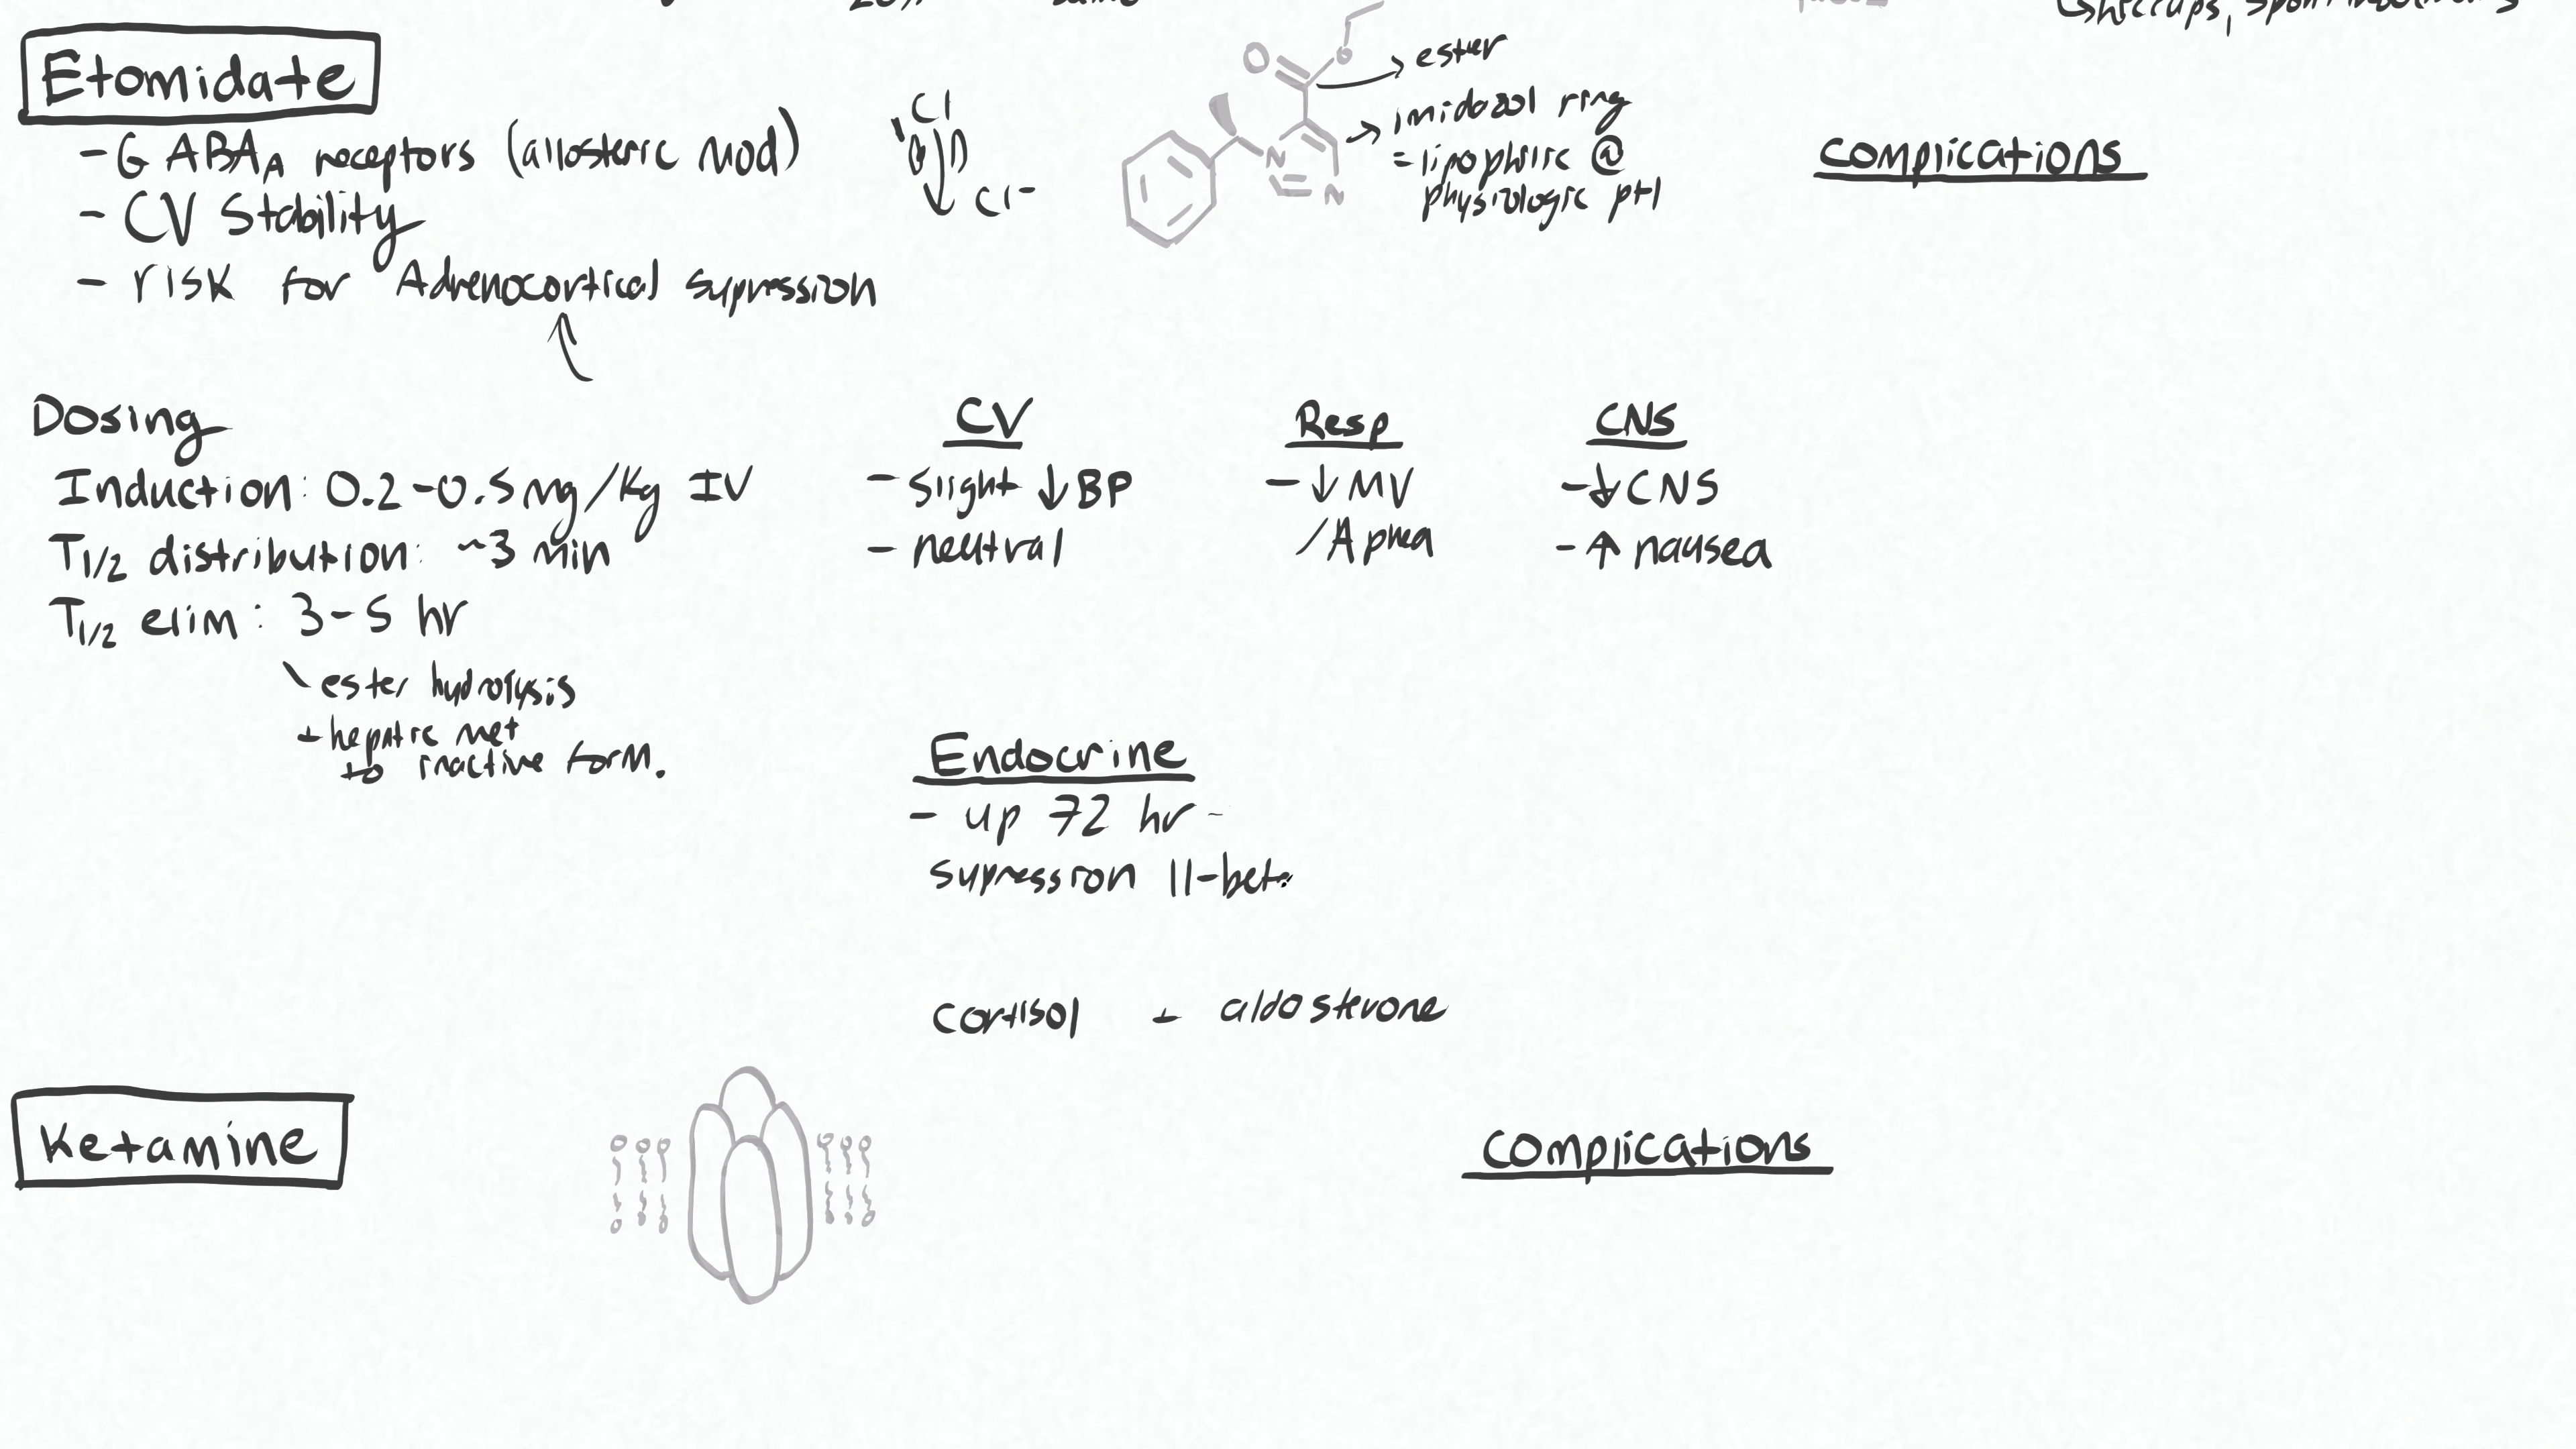 Etomidate
- GABAA receptors (allosteric mod)
- CV Stability
- risk for Adrenocortical supression
Cl
Cl-
O
o
N
N
ester
imidazol ring
= lipophilic @
physiologic pH
complications
Dosing
Induction: 0.2-0.5mg/kg IV
T1/2 distribution: ~3 min
T1/2 elim: 3-5 hr
ester hydrolysis
+ hepatic met
to inactive form.
CV
- slight ↓BP
- neutral
Resp
- ↓MV
/Apnea
CNS
- ↓CNS
- ↑ nausea
Endocrine
- up 72 hr -
supression 11-beta
cortisol + aldosterone
Ketamine
complications